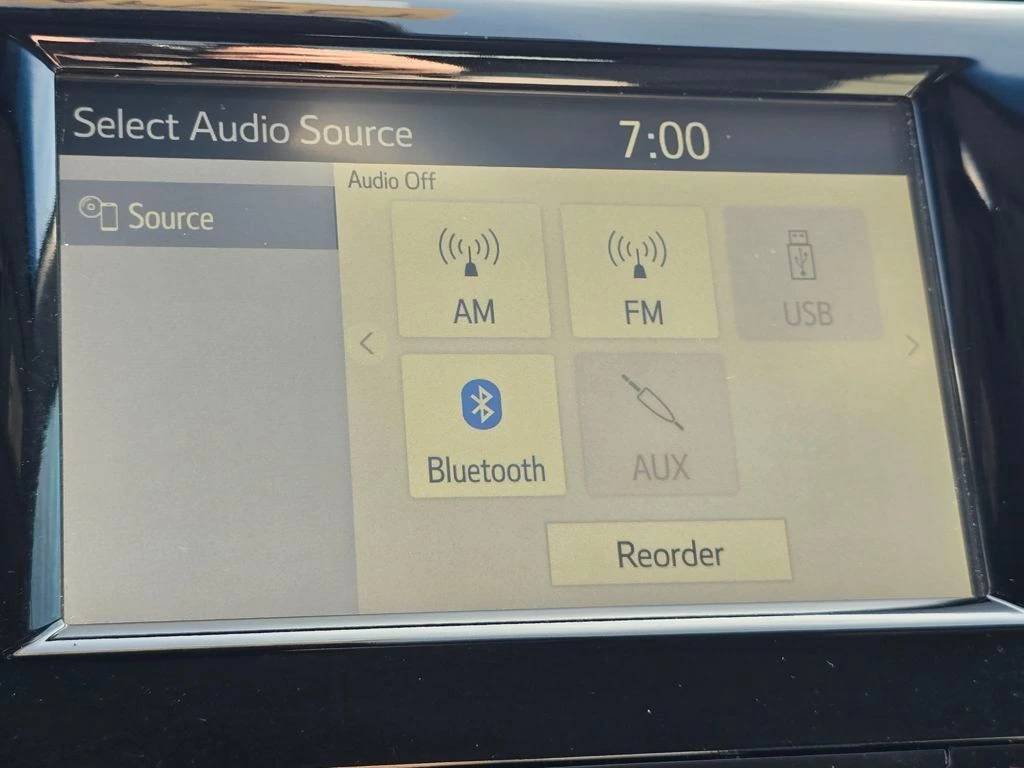 Select Audio Source
7:00
Source
Audio Off
AM
FM
USB
Bluetooth
AUX
Reorder